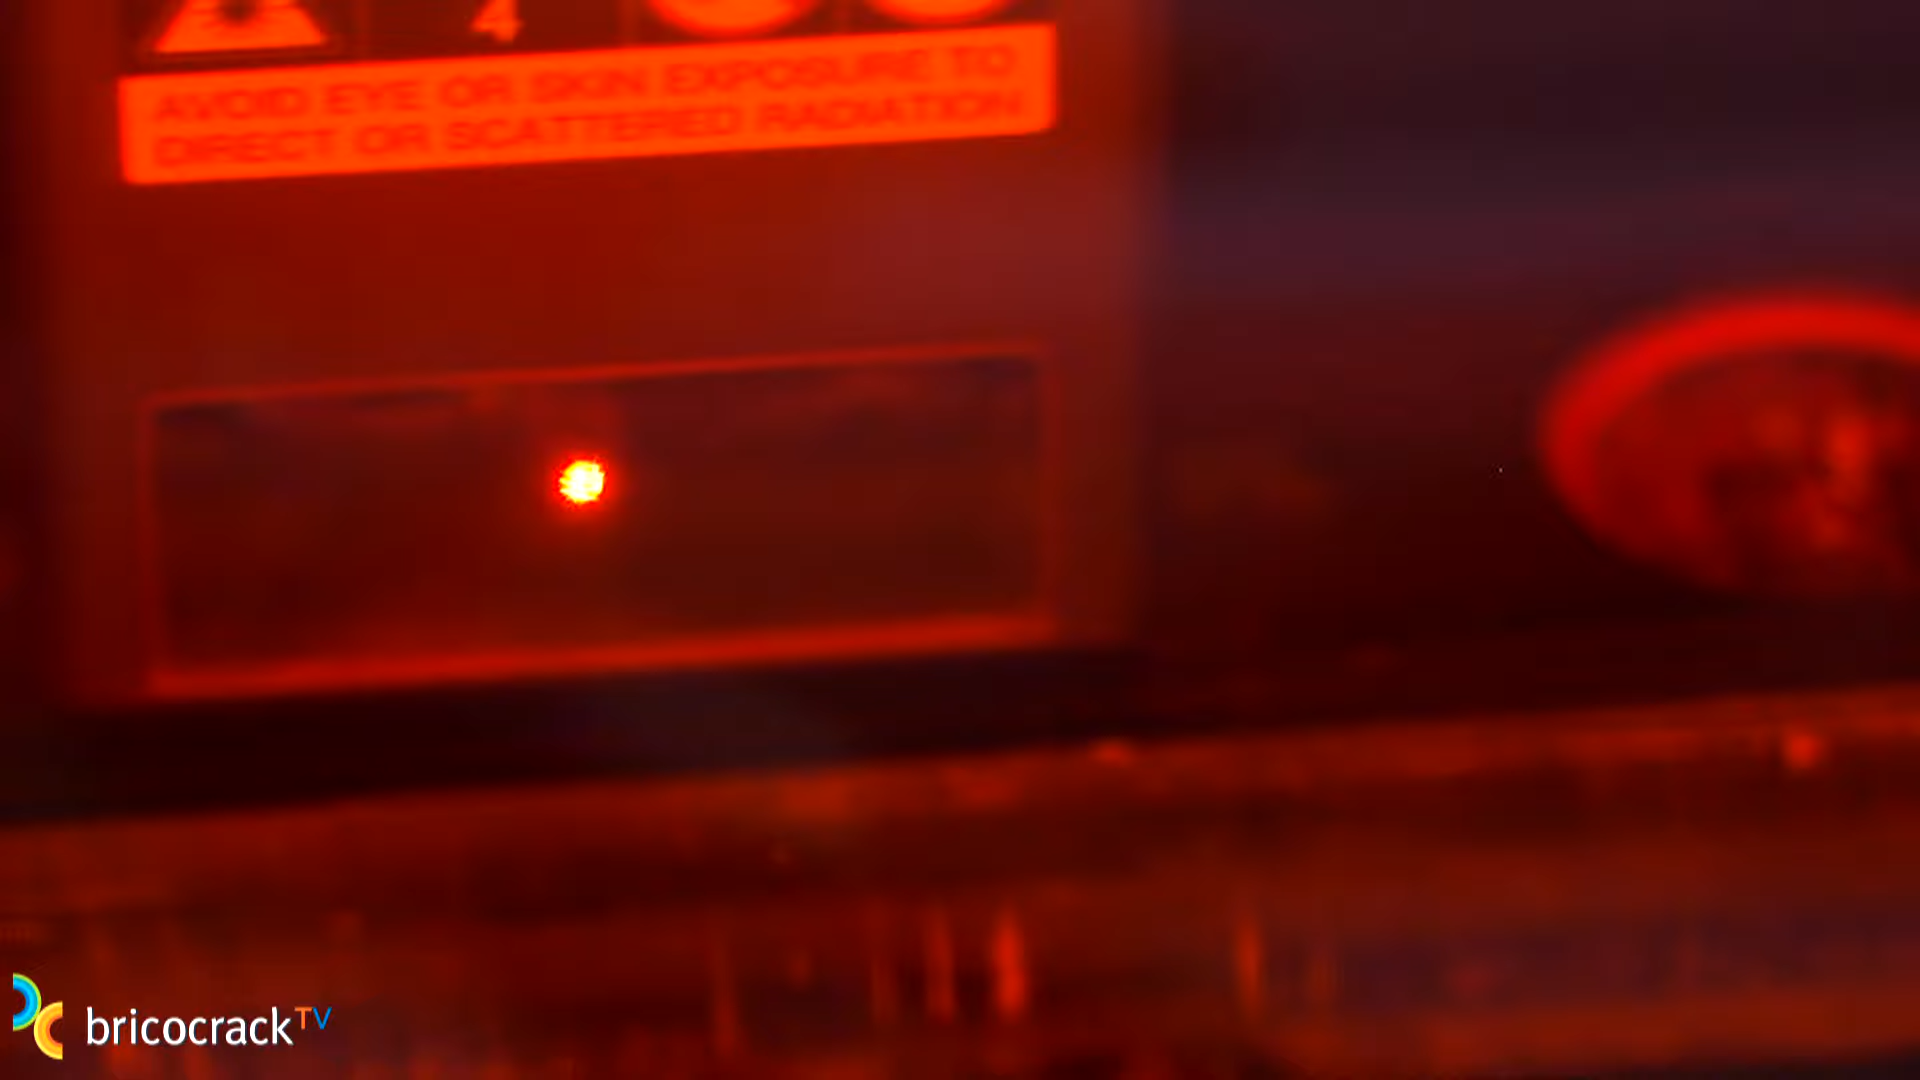 4
AVOID EYE OR SKIN EXPOSURE TO
DIRECT OR SCATTERED RADIATION
bricocrackTV